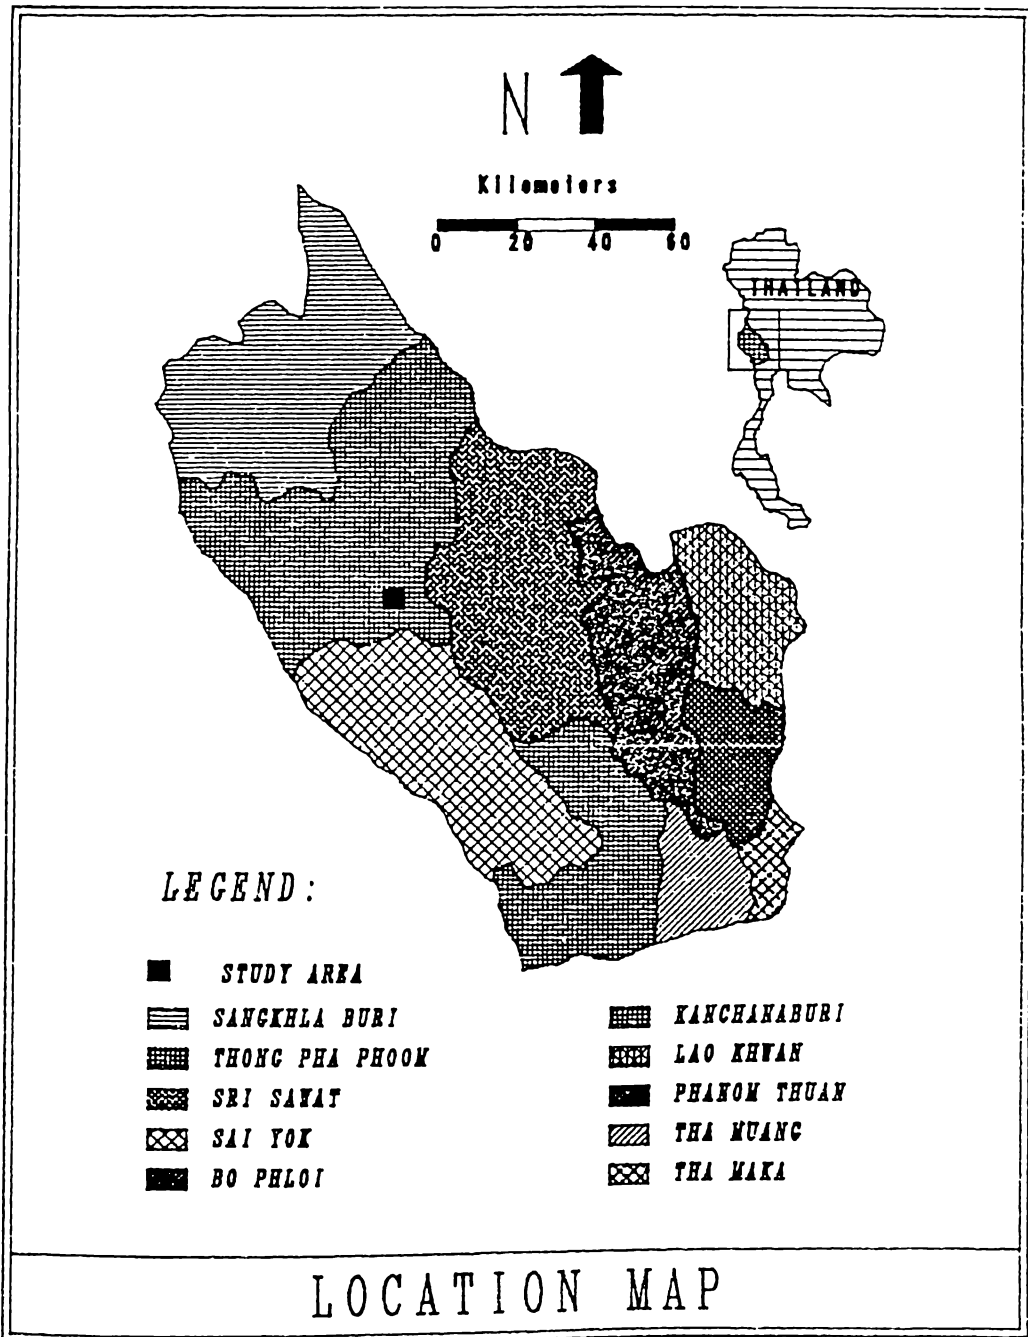 N
Kilometers
0 20 40 60
THAILAND
LEGEND:
STUDY AREA
SANGKHLA BURI
THONG PHA PHOOM
SRI SAWAT
SAI YOK
BO PHLOI
KANCHANABURI
LAO KHWAN
PHANOM THUAN
THA MUANG
THA MAKA
LOCATION MAP